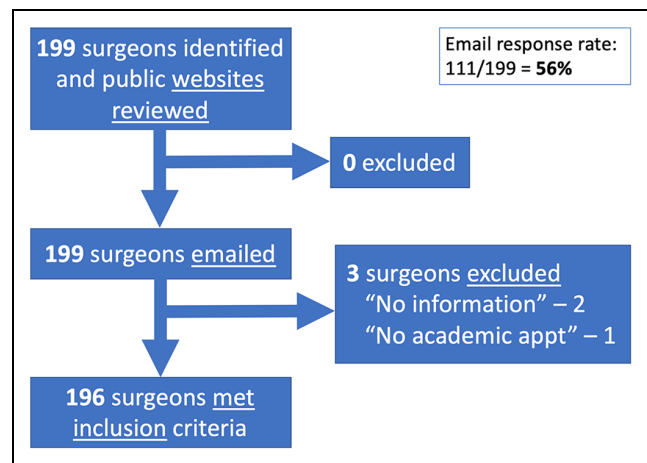 199 surgeons identified
and public websites
reviewed
Email response rate:
111/199 = 56%
0 excluded
199 surgeons emailed
3 surgeons excluded
“No information” – 2
“No academic appt” – 1
196 surgeons met
inclusion criteria